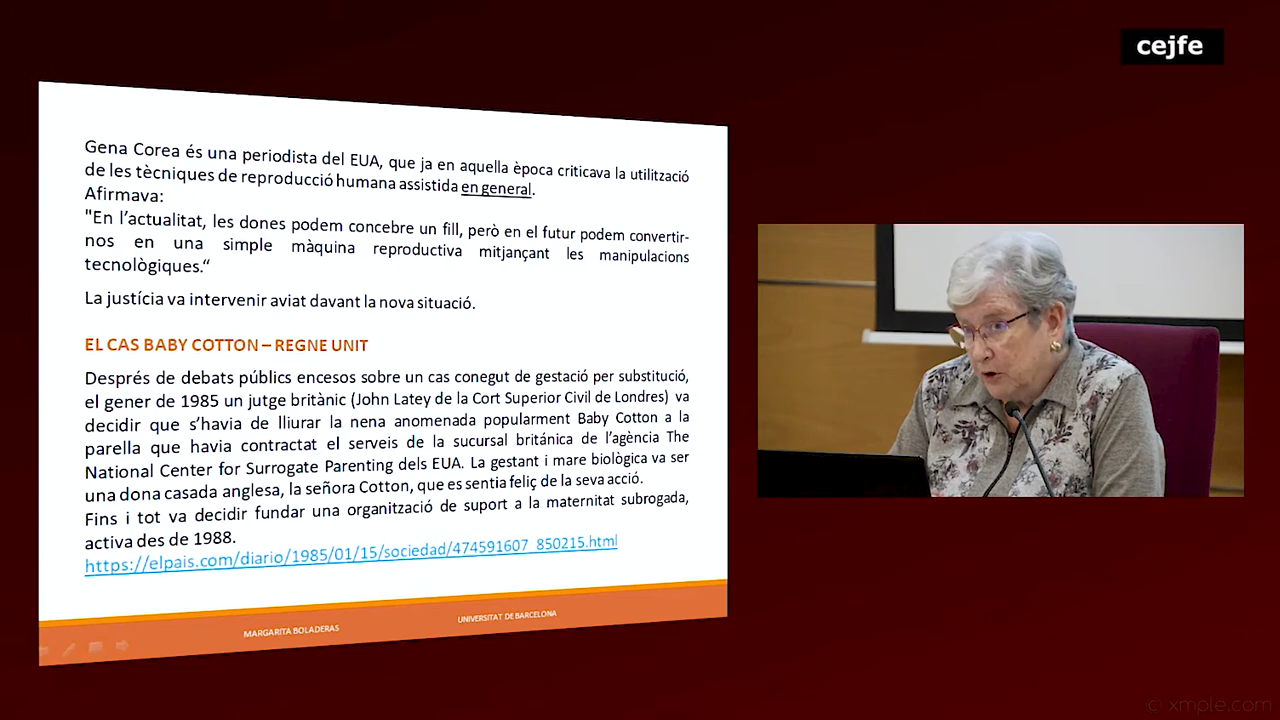 cejfe
Gena Corea és una periodista del EUA, que ja en aquella època criticava la utilització
de les tècniques de reproducció humana assistida en general.
Afirmava:
"En l’actualitat, les dones podem concebre un fill, però en el futur podem convertir-
nos en una simple màquina reproductiva mitjançant les manipulacions
tecnològiques.“
La justícia va intervenir aviat davant la nova situació.
EL CAS BABY COTTON – REGNE UNIT
Després de debats públics encesos sobre un cas conegut de gestació per substitució,
el gener de 1985 un jutge britànic (John Latey de la Cort Superior Civil de Londres) va
decidir que s’havia de lliurar la nena anomenada popularment Baby Cotton a la
parella que havia contractat el serveis de la sucursal británica de l’agència The
National Center for Surrogate Parenting dels EUA. La gestant i mare biològica va ser
una dona casada anglesa, la señora Cotton, que es sentia feliç de la seva acció.
Fins i tot va decidir fundar una organització de suport a la maternitat subrogada,
activa des de 1988.
https://elpais.com/diario/1985/01/15/sociedad/474591607_850215.html
MARGARITA BOLADERAS
UNIVERSITAT DE BARCELONA
© xmple.com